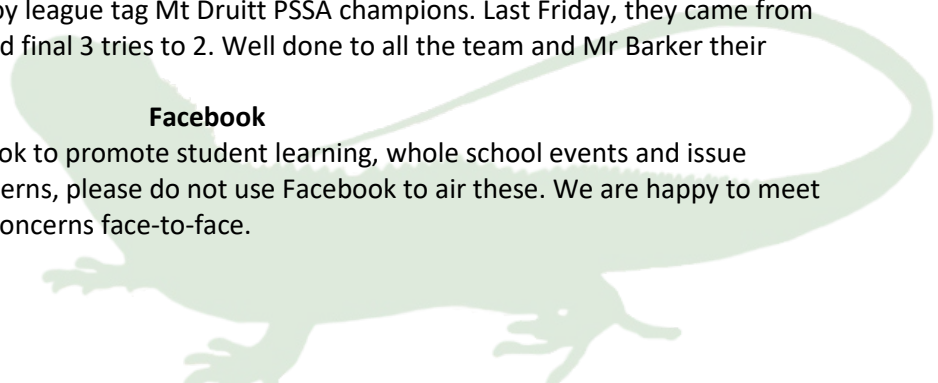 by league tag Mt Druitt PSSA champions. Last Friday, they came from
d final 3 tries to 2. Well done to all the team and Mr Barker their
Facebook
ok to promote student learning, whole school events and issue
erns, please do not use Facebook to air these. We are happy to meet
oncerns face-to-face.